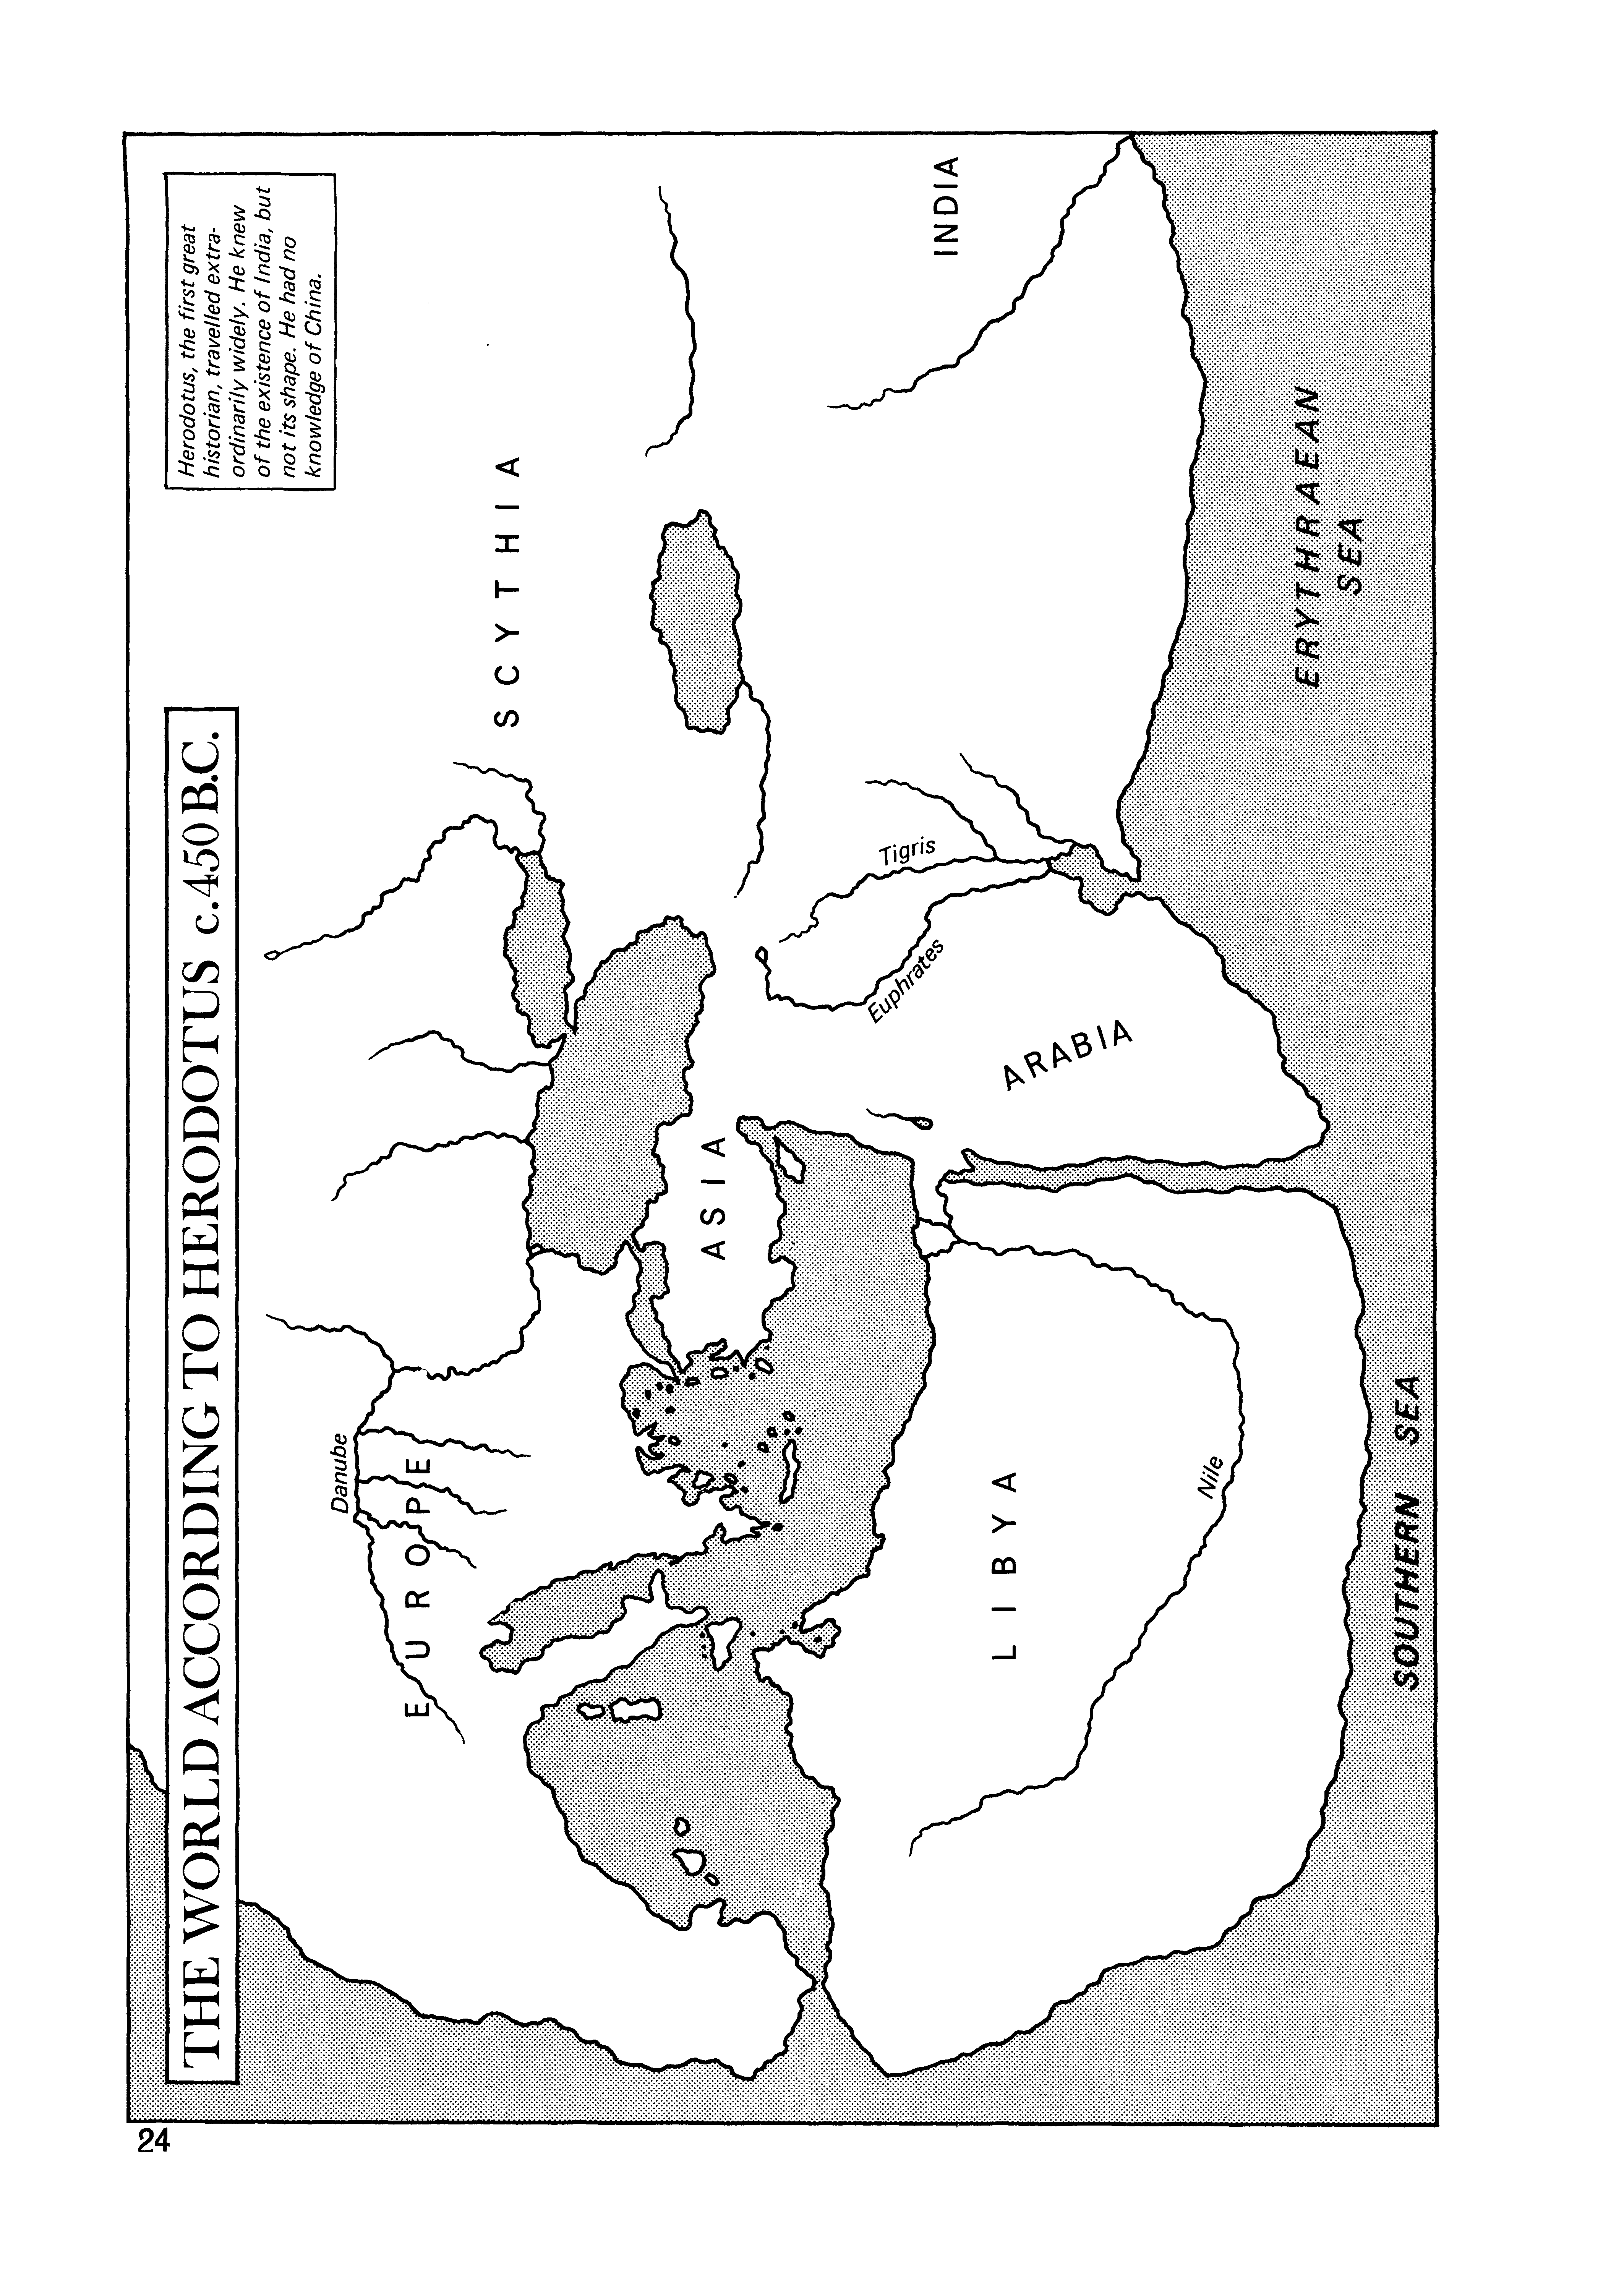 THE WORLD ACCORDING TO HERODOTUS c.450 B.C.
Herodotus, the first great
historian, travelled extra-
ordinarily widely. He knew
of the existence of India, but
not its shape. He had no
knowledge of China.
Danube
EUROPE
SCYTHIA
ASIA
Tigris
Euphrates
INDIA
ARABIA
LIBYA
Nile
ERYTHRAEAN
SEA
SOUTHERN SEA
24